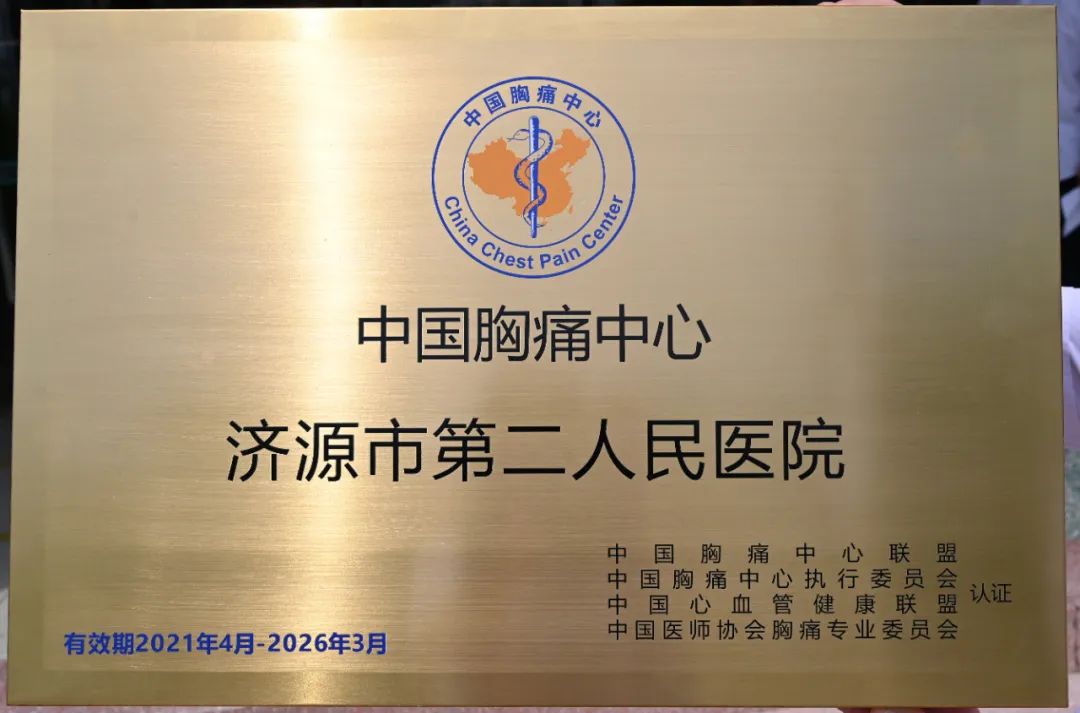 中国胸痛中心
China Chest Pain Center
中国胸痛中心
济源市第二人民医院
中国胸痛中心联盟
中国胸痛中心执行委员会
中国心血管健康联盟
中国医师协会胸痛专业委员会
认证
有效期2021年4月-2026年3月